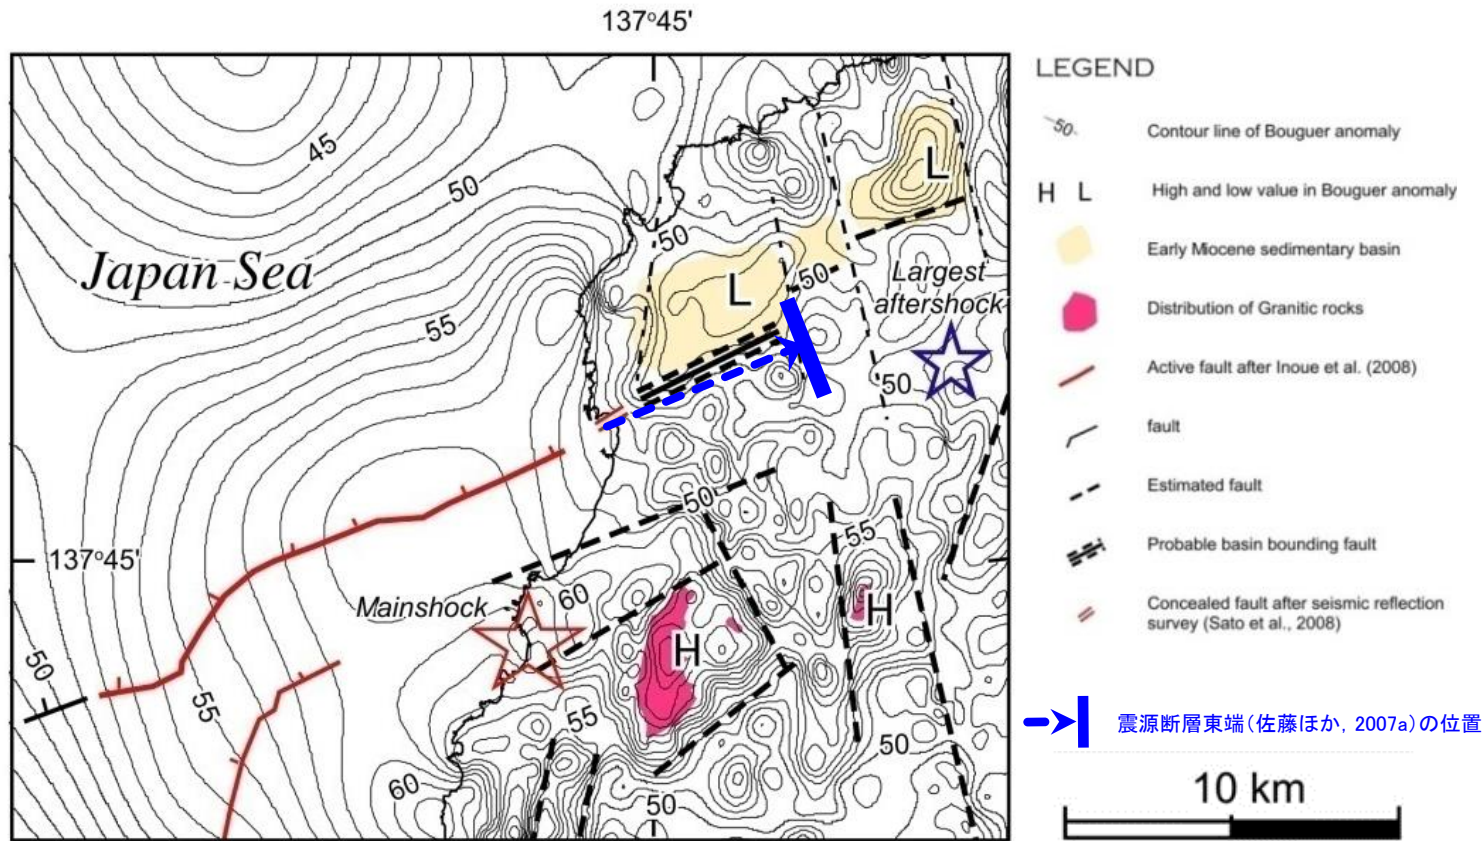 137°45'
45
50
Japan Sea
55
50
L
L
50
Largest
aftershock
50
50
137°45'
Mainshock
60
55
H
H
50
55
55
60
50
50
LEGEND
50
Contour line of Bouguer anomaly
H L
High and low value in Bouguer anomaly
Early Miocene sedimentary basin
Distribution of Granitic rocks
Active fault after Inoue et al. (2008)
fault
Estimated fault
Probable basin bounding fault
Concealed fault after seismic reflection
survey (Sato et al., 2008)
震源断層東端(佐藤ほか, 2007a)の位置
10 km